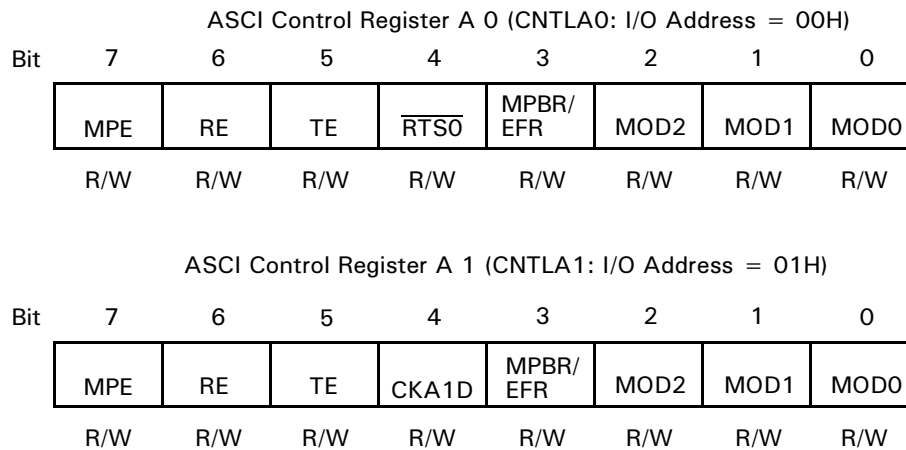 ASCI Control Register A 0 (CNTLA0: I/O Address = 00H)
Bit 7 6 5 4 3 2 1 0
MPE RE TE R̅T̅S̅0̅ MPBR/EFR MOD2 MOD1 MOD0
R/W R/W R/W R/W R/W R/W R/W R/W
ASCI Control Register A 1 (CNTLA1: I/O Address = 01H)
Bit 7 6 5 4 3 2 1 0
MPE RE TE CKA1D MPBR/EFR MOD2 MOD1 MOD0
R/W R/W R/W R/W R/W R/W R/W R/W